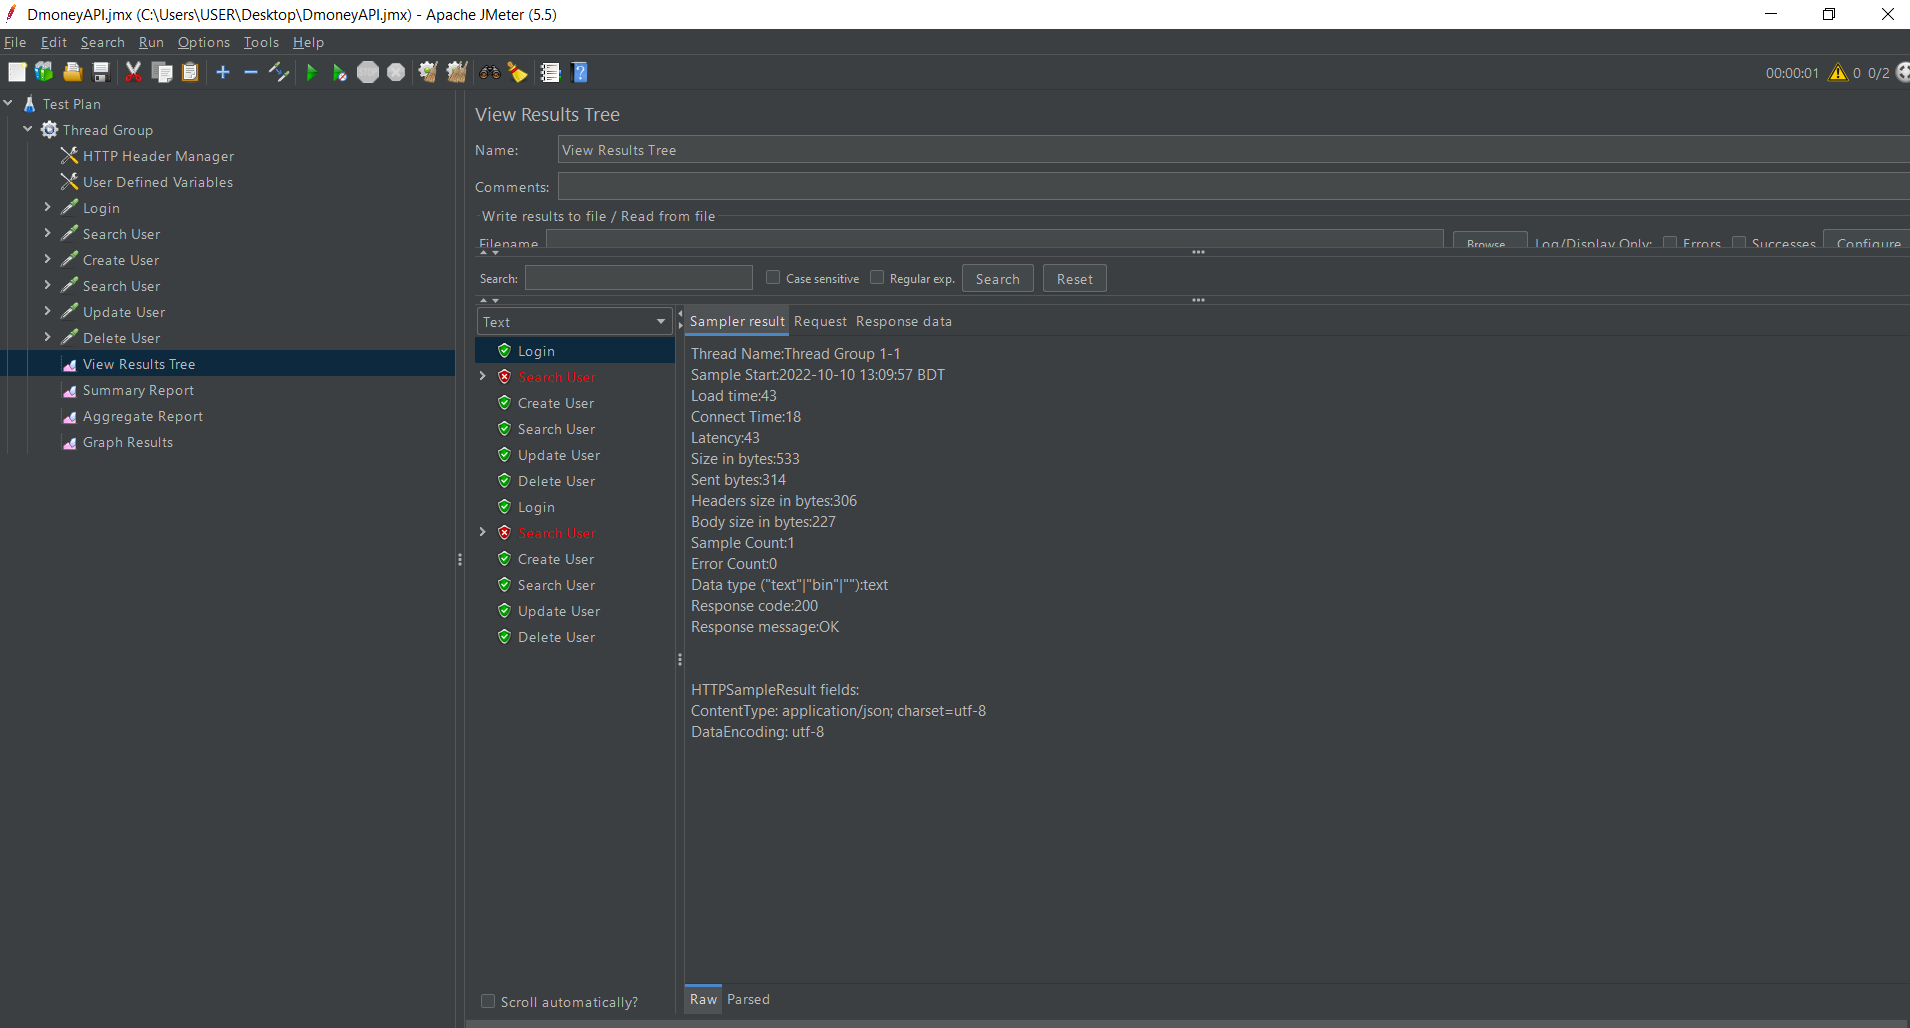 DmoneyAPI.jmx (C:\Users\USER\Desktop\DmoneyAPI.jmx) - Apache JMeter (5.5)
File Edit Search Run Options Tools Help
STOP
?
00:00:01 0 0/2
Test Plan
Thread Group
HTTP Header Manager
User Defined Variables
Login
Search User
Create User
Search User
Update User
Delete User
View Results Tree
Summary Report
Aggregate Report
Graph Results
View Results Tree
Name: View Results Tree
Comments:
Write results to file / Read from file
Filename Browse... Log/Display Only: Errors Successes Configure
Search: Case sensitive Regular exp. Search Reset
Text
Login
Search User
Create User
Search User
Update User
Delete User
Login
Search User
Create User
Search User
Update User
Delete User
Scroll automatically?
Sampler result Request Response data
Thread Name:Thread Group 1-1
Sample Start:2022-10-10 13:09:57 BDT
Load time:43
Connect Time:18
Latency:43
Size in bytes:533
Sent bytes:314
Headers size in bytes:306
Body size in bytes:227
Sample Count:1
Error Count:0
Data type ("text"|"bin"|""):text
Response code:200
Response message:OK
HTTPSampleResult fields:
ContentType: application/json; charset=utf-8
DataEncoding: utf-8
Raw Parsed